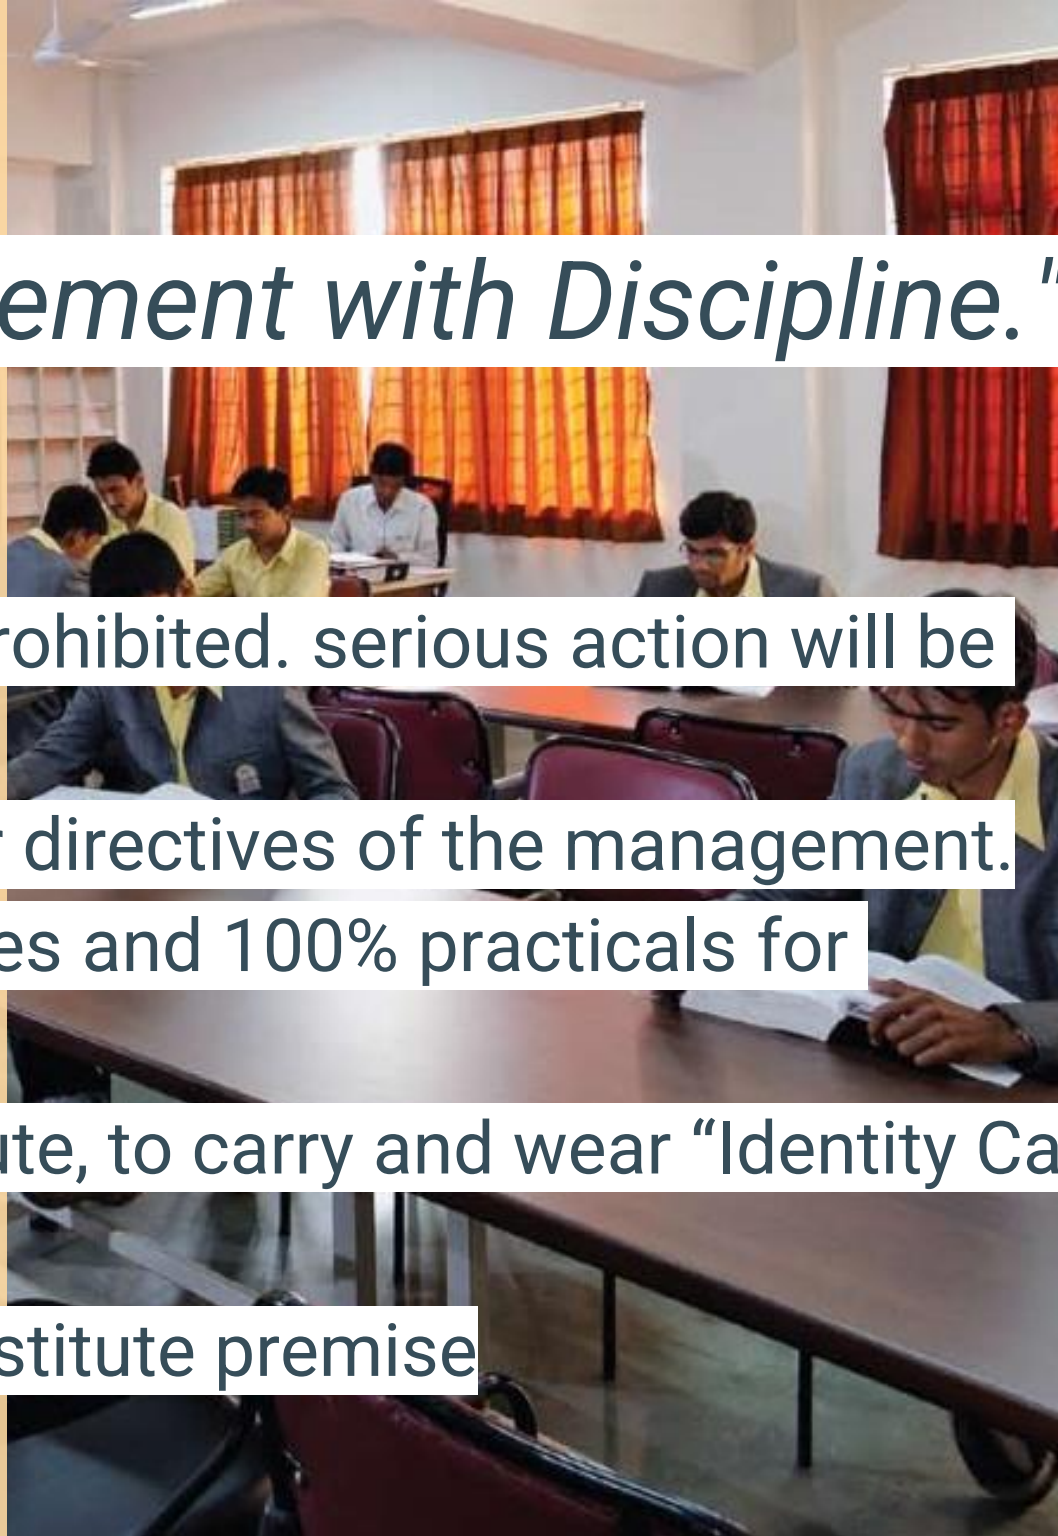 ement with Discipline."
rohibited. serious action will be
directives of the management.
es and 100% practicals for
ute, to carry and wear “Identity Ca
stitute premise